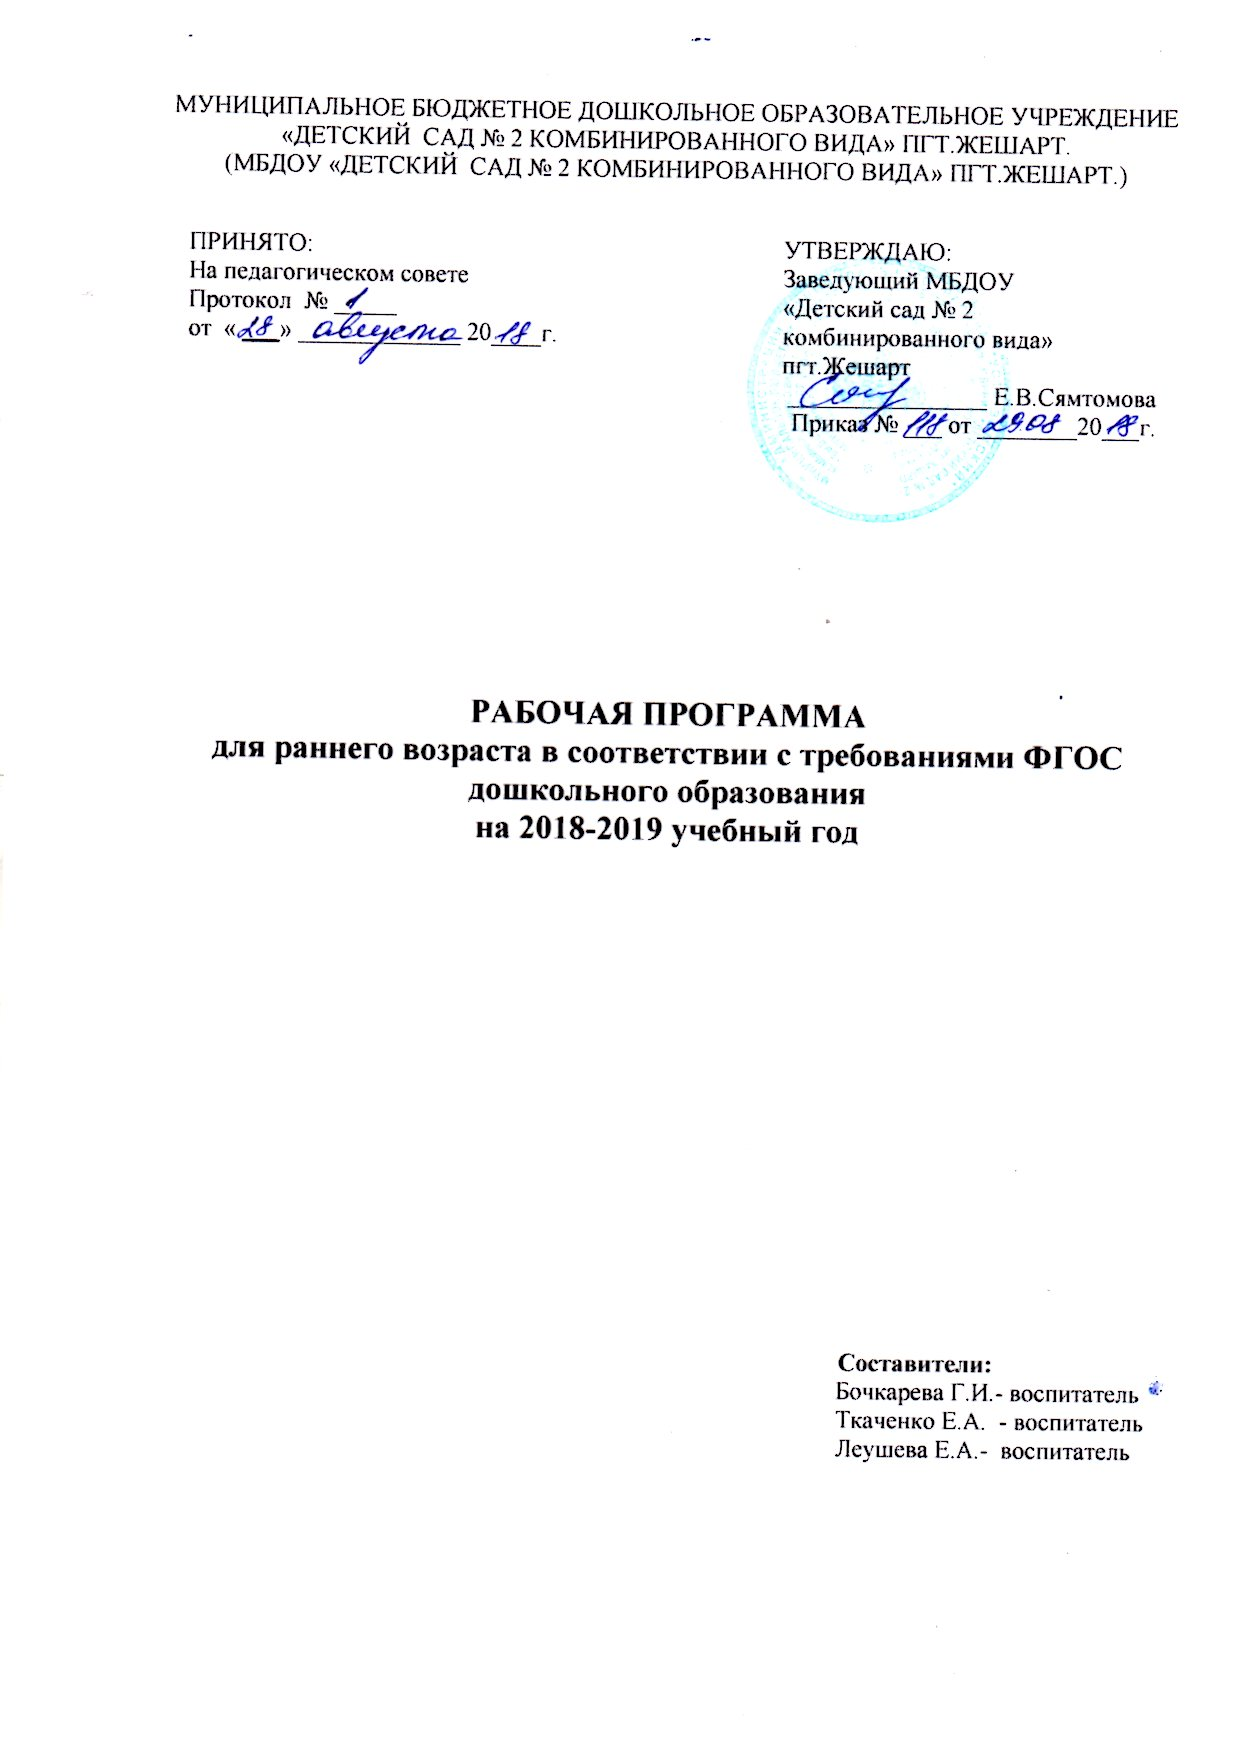 МУНИЦИПАЛЬНОЕ БЮДЖЕТНОЕ ДОШКОЛЬНОЕ ОБРАЗОВАТЕЛЬНОЕ УЧРЕЖДЕНИЕ
«ДЕТСКИЙ САД № 2 КОМБИНИРОВАННОГО ВИДА» ПГТ.ЖЕШАРТ.
(МБДОУ «ДЕТСКИЙ САД № 2 КОМБИНИРОВАННОГО ВИДА» ПГТ.ЖЕШАРТ.)
ПРИНЯТО:
На педагогическом совете
Протокол № 1
от «28» августа 2018 г.
УТВЕРЖДАЮ:
Заведующий МБДОУ
«Детский сад № 2
комбинированного вида»
пгт.Жешарт
Е.В.Сямтомова
Приказ № 118 от 29.08 2018 г.
РАБОЧАЯ ПРОГРАММА
для раннего возраста в соответствии с требованиями ФГОС
дошкольного образования
на 2018-2019 учебный год
Составители:
Бочкарева Г.И.- воспитатель
Ткаченко Е.А. - воспитатель
Леушева Е.А.- воспитатель